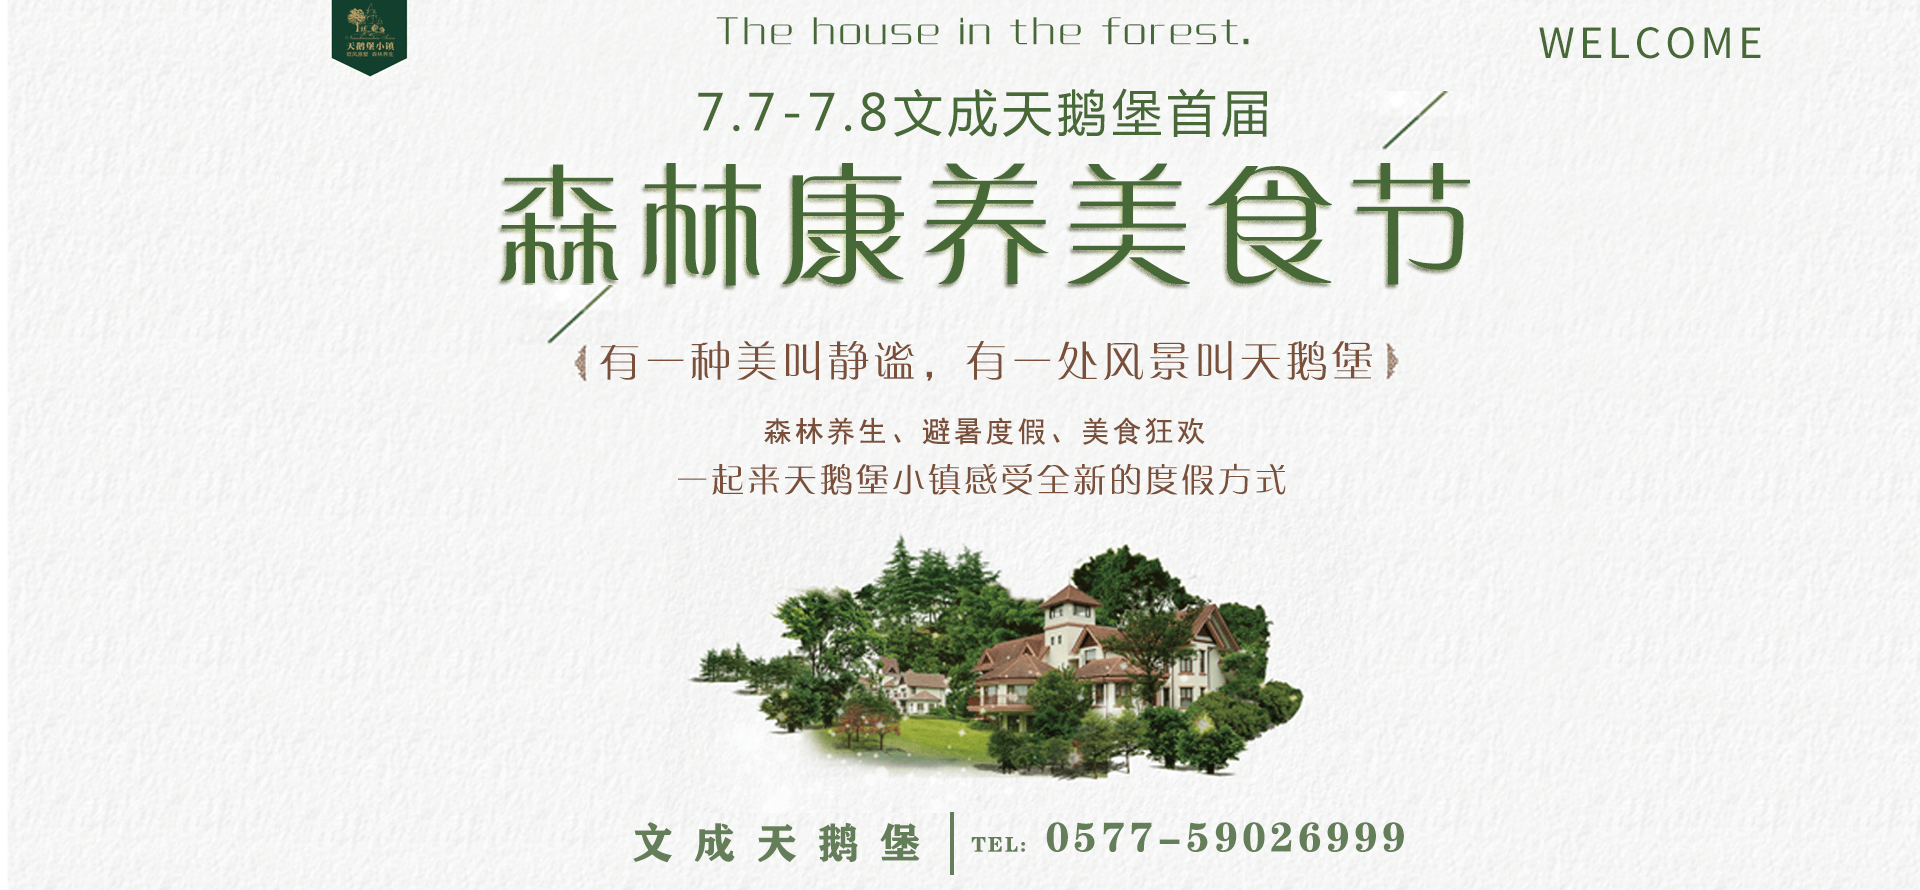 天鹅堡小镇
The house in the forest.
WELCOME
7.7-7.8文成天鹅堡首届
森林康养美食节
有一种美叫静谧，有一处风景叫天鹅堡
森林养生、避暑度假、美食狂欢
一起来天鹅堡小镇感受全新的度假方式
文成天鹅堡
TEL: 0577-59026999